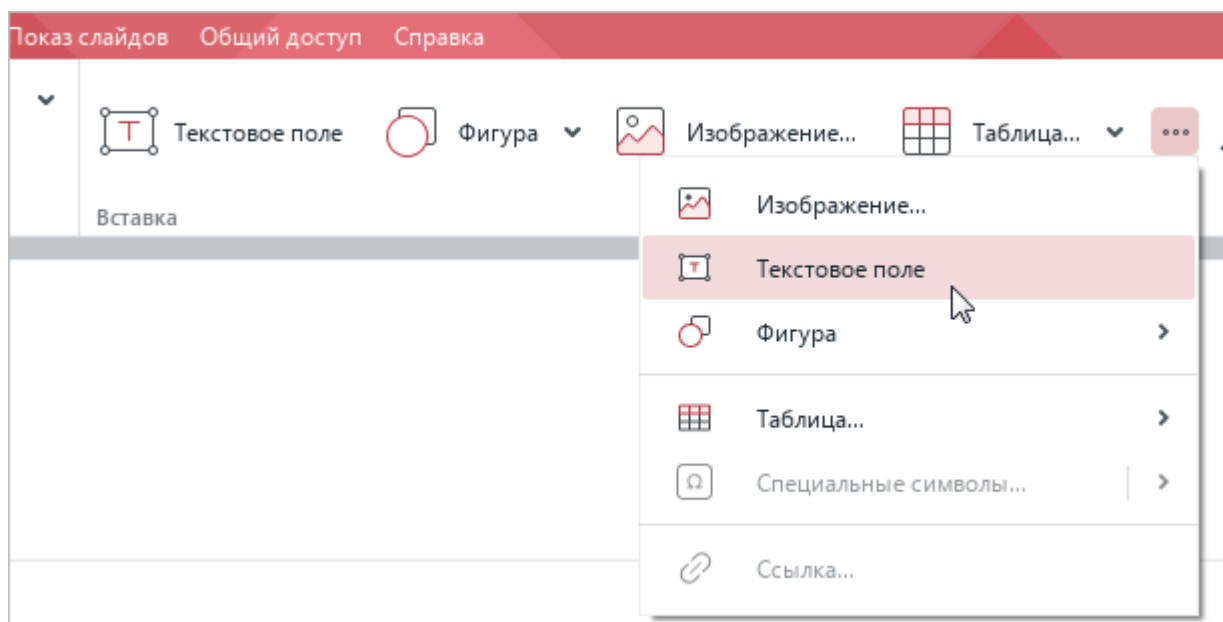 Показ слайдов Общий доступ Справка
Текстовое поле Фигура Изображение... Таблица...
Вставка
Изображение...
Текстовое поле
Фигура
Таблица...
Специальные символы...
Ссылка...